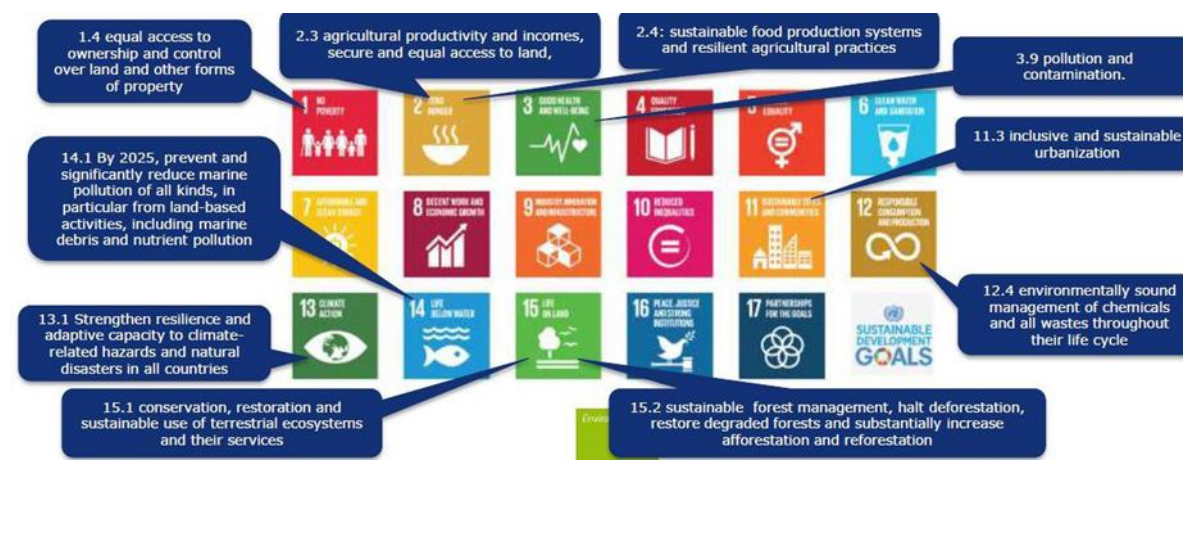 1.4 equal access to
ownership and control
over land and other forms
of property
2.3 agricultural productivity and incomes,
secure and equal access to land,
2.4: sustainable food production systems
and resilient agricultural practices
3.9 pollution and
contamination.
1 NO
POVERTY
2
HUNGER
3 GOOD HEALTH
AND WELL-BEING
4 QUALITY
5
EQUALITY
6 CLEAN WATER
AND SANITATION
11.3 inclusive and sustainable
urbanization
14.1 By 2025, prevent and
significantly reduce marine
pollution of all kinds, in
particular from land-based
activities, including marine
debris and nutrient pollution
7 AFFORDABLE AND
CLEAN ENERGY
8 DECENT WORK AND
ECONOMIC GROWTH
9 INDUSTRY, INNOVATION
AND INFRASTRUCTURE
10 REDUCED
INEQUALITIES
11 SUSTAINABLE CITIES
AND COMMUNITIES
12 RESPONSIBLE
CONSUMPTION
AND PRODUCTION
12.4 environmentally sound
management of chemicals
and all wastes throughout
their life cycle
13.1 Strengthen resilience and
adaptive capacity to climate-
related hazards and natural
disasters in all countries
13 CLIMATE
ACTION
14 LIFE
BELOW WATER
15 LIFE
ON LAND
16 PEACE, JUSTICE
AND STRONG
INSTITUTIONS
17 PARTNERSHIPS
FOR THE GOALS
SUSTAINABLE
DEVELOPMENT
GOALS
15.1 conservation, restoration and
sustainable use of terrestrial ecosystems
and their services
Enviro
15.2 sustainable forest management, halt deforestation,
restore degraded forests and substantially increase
afforestation and reforestation